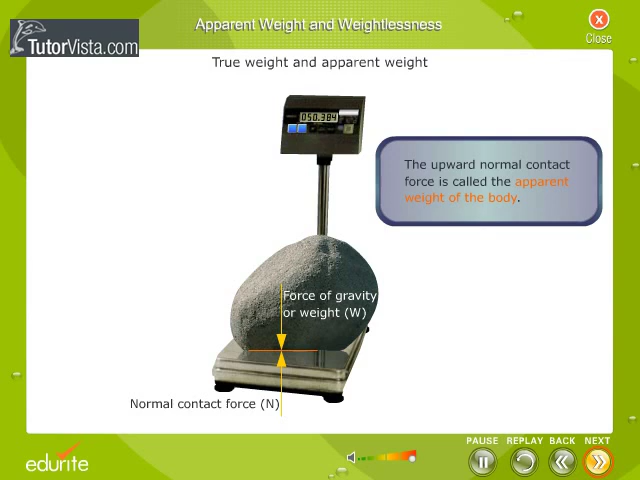 Apparent Weight and Weightlessness
Close
TutorVista.com
True weight and apparent weight
050.384
The upward normal contact
force is called the apparent
weight of the body.
Force of gravity
or weight (W)
Normal contact force (N)
PAUSE REPLAY BACK NEXT
edurite